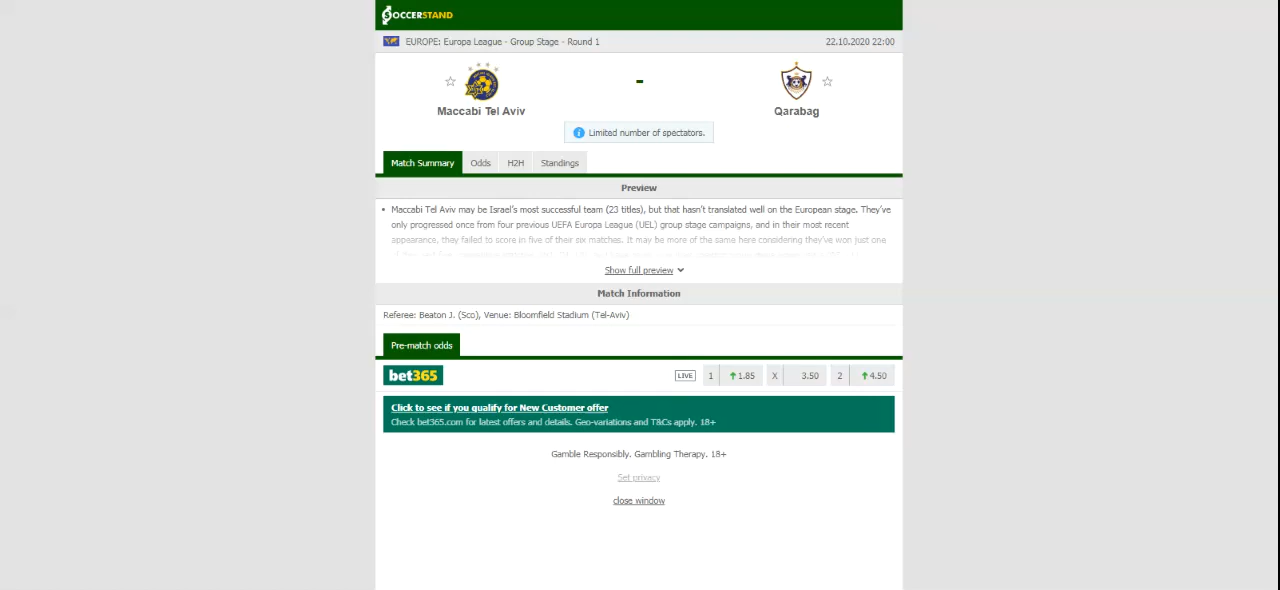 SOCCERSTAND
EUROPE: Europa League - Group Stage - Round 1 22.10.2020 22:00
-
Maccabi Tel Aviv Qarabag
Limited number of spectators.
Match Summary Odds H2H Standings
Preview
• Maccabi Tel Aviv may be Israel's most successful team (23 titles), but that hasn't translated well on the European stage. They've
only progressed once from four previous UEFA Europa League (UEL) group stage campaigns, and in their most recent
appearance, they failed to score in five of their six matches. It may be more of the same here considering they've won just one
Show full preview
Match Information
Referee: Beaton J. (Sco), Venue: Bloomfield Stadium (Tel-Aviv)
Pre-match odds
bet365 LIVE 1 1.85 X 3.50 2 4.50
Click to see if you qualify for New Customer offer
Check bet365.com for latest offers and details. Geo-variations and T&Cs apply. 18+
Gamble Responsibly. Gambling Therapy. 18+
Set privacy
close window